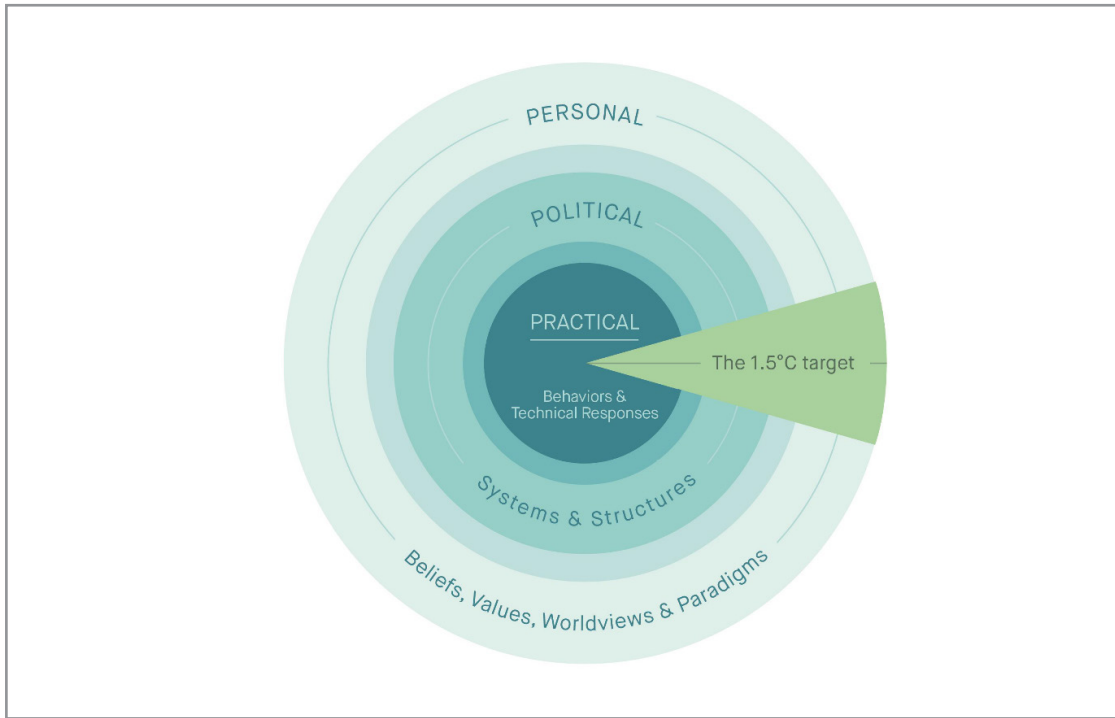 PERSONAL
POLITICAL
PRACTICAL
The 1.5°C target
Behaviors &
Technical Responses
Systems & Structures
Beliefs, Values, Worldviews & Paradigms